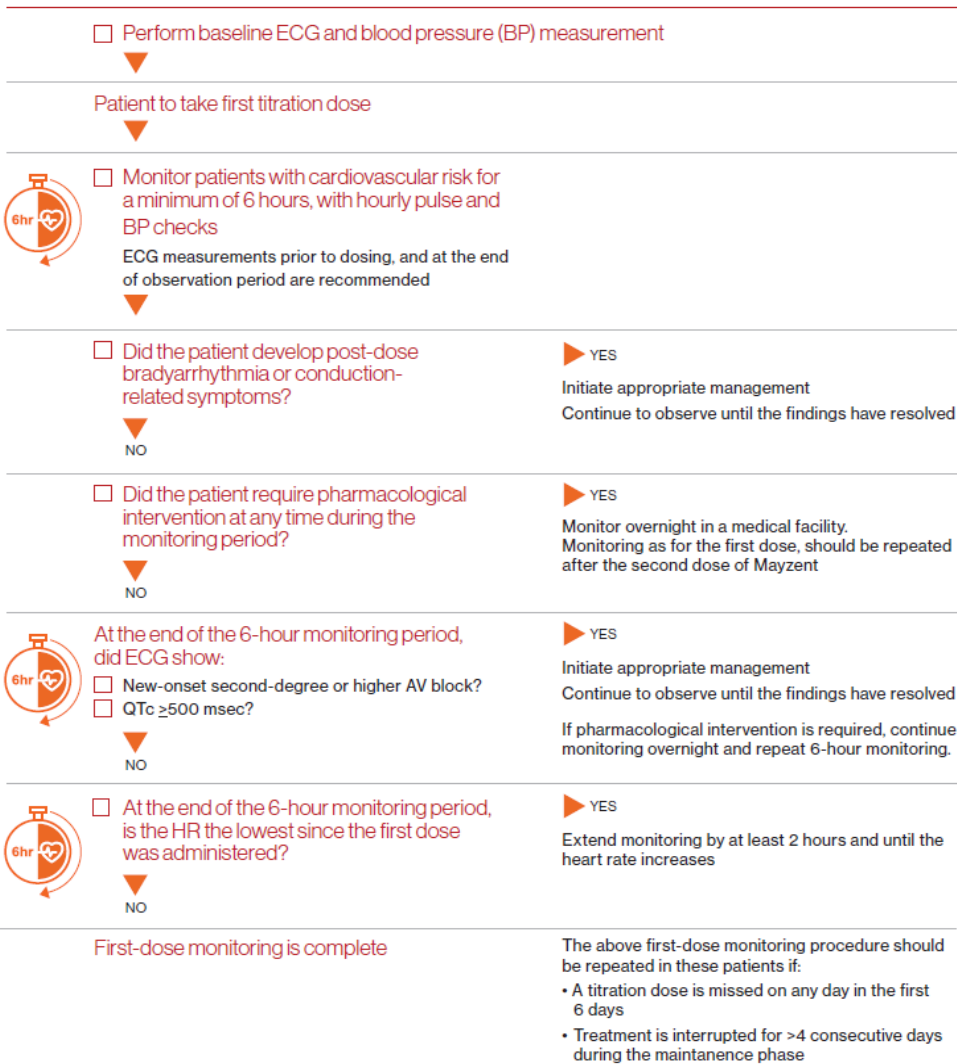 Perform baseline ECG and blood pressure (BP) measurement
Patient to take first titration dose
6hr
Monitor patients with cardiovascular risk for
a minimum of 6 hours, with hourly pulse and
BP checks
ECG measurements prior to dosing, and at the end
of observation period are recommended
Did the patient develop post-dose
bradyarrhythmia or conduction-
related symptoms?
NO
YES
Initiate appropriate management
Continue to observe until the findings have resolved
Did the patient require pharmacological
intervention at any time during the
monitoring period?
NO
YES
Monitor overnight in a medical facility.
Monitoring as for the first dose, should be repeated
after the second dose of Mayzent
6hr
At the end of the 6-hour monitoring period,
did ECG show:
New-onset second-degree or higher AV block?
QTc ≥500 msec?
NO
YES
Initiate appropriate management
Continue to observe until the findings have resolved
If pharmacological intervention is required, continue
monitoring overnight and repeat 6-hour monitoring.
6hr
At the end of the 6-hour monitoring period,
is the HR the lowest since the first dose
was administered?
NO
YES
Extend monitoring by at least 2 hours and until the
heart rate increases
First-dose monitoring is complete
The above first-dose monitoring procedure should
be repeated in these patients if:
• A titration dose is missed on any day in the first
6 days
• Treatment is interrupted for >4 consecutive days
during the maintanence phase